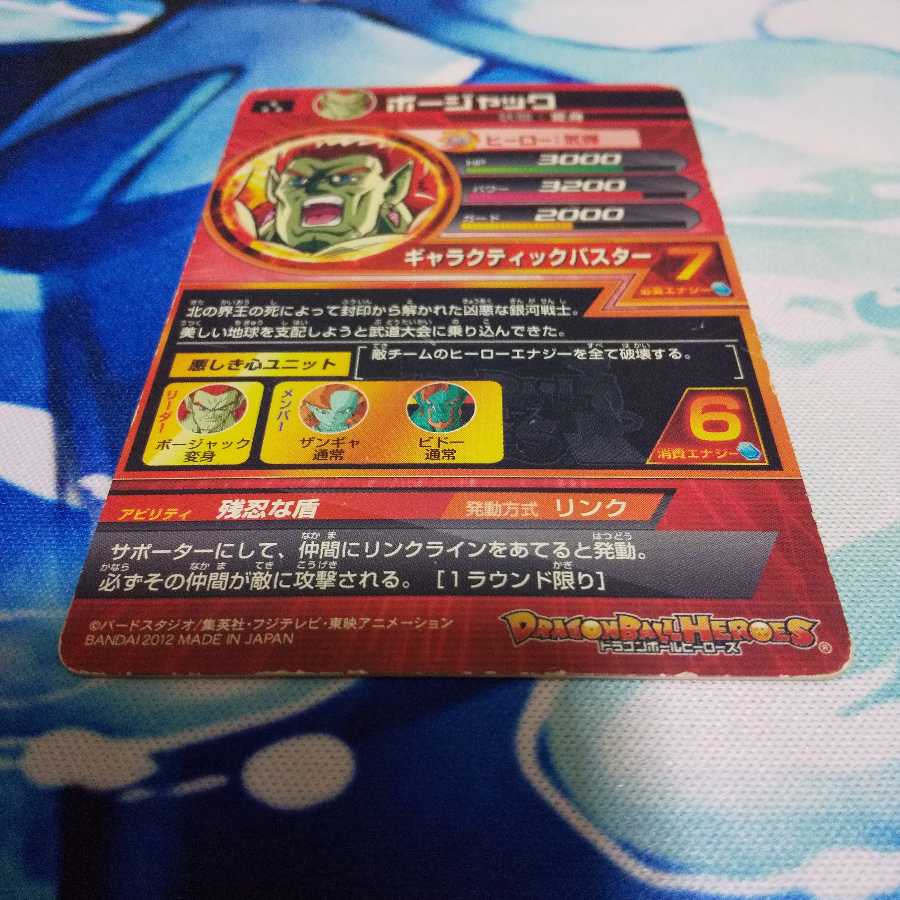 ボージャック
変身
ヒーロー
HP 3000
パワー 3200
ガード 2000
ギャラクティックバスター 7
必要エナジー
北の界王の死によって封印から解かれた凶悪な銀河戦士。
美しい地球を支配しようと武道大会に乗り込んできた。
悪しき心ユニット
敵チームのヒーローエナジーを全て破壊する。
リーダー
ボージャック
変身
メンバー
ザンギャ
通常
ビドー
通常
6
消費エナジー
アビリティ 残忍な盾 発動方式 リンク
サポーターにして、仲間にリンクラインをあてると発動。
必ずその仲間が敵に攻撃される。［1ラウンド限り］
©バードスタジオ/集英社・フジテレビ・東映アニメーション
BANDAI 2012 MADE IN JAPAN
DRAGONBALL HEROES
ドラゴンボールヒーローズ ®